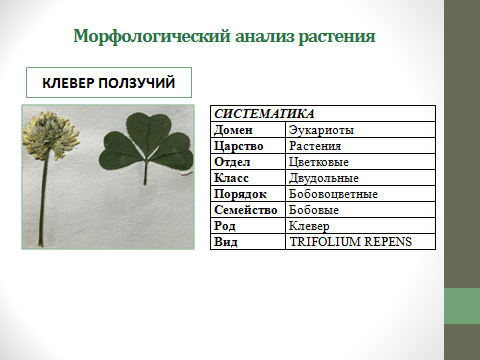 Морфологический анализ растения
КЛЕВЕР ПОЛЗУЧИЙ
СИСТЕМАТИКА
Домен Эукариоты
Царство Растения
Отдел Цветковые
Класс Двудольные
Порядок Бобовоцветные
Семейство Бобовые
Род Клевер
Вид TRIFOLIUM REPENS